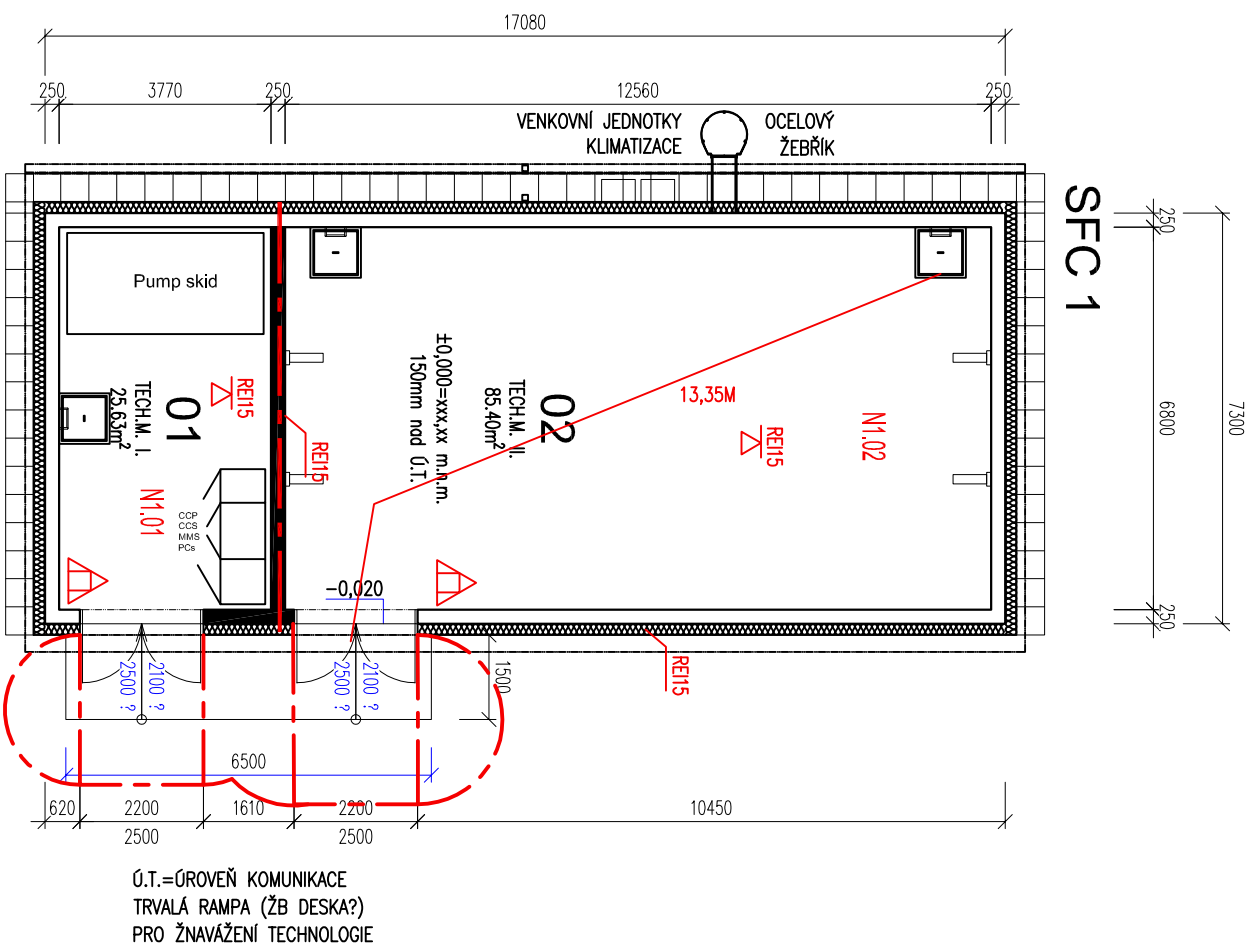 17080
250
3770
250
12560
250
VENKOVNÍ JEDNOTKY
KLIMATIZACE
OCELOVÝ
ŽEBŘÍK
SFC 1
250
6800
250
7300
Pump skid
01
TECH.M. I.
25.63m²
REI15
N1.01
CCP
CCS
MMS
PCs
REI15
02
TECH.M. II.
85.40m²
±0,000=xxx,xx m.n.m.
150mm nad Ú.T.
13,35M
REI15
N1.02
-0,020
REI15
2100 ?
2500 ?
2100 ?
2500 ?
1500
6500
620
2200
2500
1610
2200
2500
10450
Ú.T.=ÚROVEŇ KOMUNIKACE
TRVALÁ RAMPA (ŽB DESKA?)
PRO ŽNAVÁŽENÍ TECHNOLOGIE